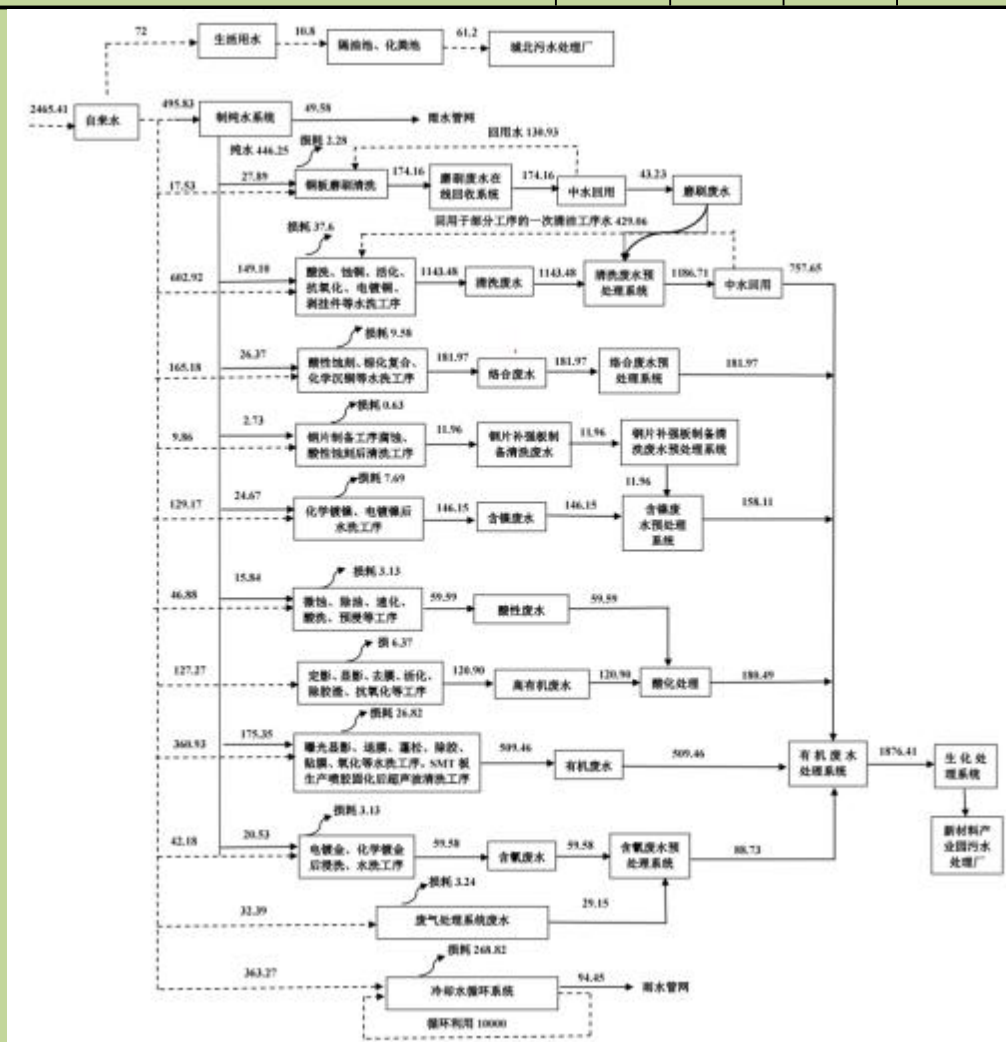 72
生活用水
10.8
隔油池、化粪池
61.2
城北污水处理厂
2465.41
自来水
495.83
制纯水系统
49.58
雨水管网
纯水 446.25
损耗 2.28
回用水 130.93
17.53
27.89
铜板磨刷清洗
174.16
磨刷废水在
线回收系统
174.16
中水回用
43.23
磨刷废水
回用于部分工序的一次清洁工序水 429.06
损耗 37.6
602.92
149.10
酸洗、蚀铜、活化、
抗氧化、电镀铜、
剥挂件等水洗工序
1143.48
清洗废水
1143.48
清洗废水预
处理系统
1186.71
中水回用
757.65
损耗 9.58
165.18
26.37
酸性蚀刻、棕化复合、
化学沉铜等水洗工序
181.97
络合废水
181.97
络合废水预
处理系统
181.97
损耗 0.63
9.86
2.73
钢片制备工序腐蚀、
酸性蚀刻后清洗工序
11.96
钢片补强板制
备清洗废水
11.96
钢片补强板制备清
洗废水预处理系统
11.96
损耗 7.69
129.17
24.67
化学镀镍、电镀镍后
水洗工序
146.15
含镍废水
146.15
含镍废
水预处理
系统
158.11
损耗 3.13
46.88
15.84
微蚀、除油、速化、
酸洗、预浸等工序
59.59
酸性废水
59.59
损 6.37
127.27
定影、显影、去膜、活化、
除胶渣、抗氧化等工序
120.90
高有机废水
120.90
酸化处理
180.49
损耗 26.82
360.93
175.35
曝光显影、退膜、蓬松、除胶、
贴膜、氧化等水洗工序。SMT 板
生产喷胶固化后超声波清洗工序
509.46
有机废水
509.46
有机废水
处理系统
1876.41
生化处
理系统
新材料产
业园污水
处理厂
损耗 3.13
42.18
20.53
电镀金、化学镀金
后浸洗、水洗工序
59.58
含氰废水
59.58
含氰废水预
处理系统
88.73
损耗 3.24
32.39
废气处理系统废水
29.15
损耗 268.82
363.27
冷却水循环系统
94.45
雨水管网
循环利用 10000